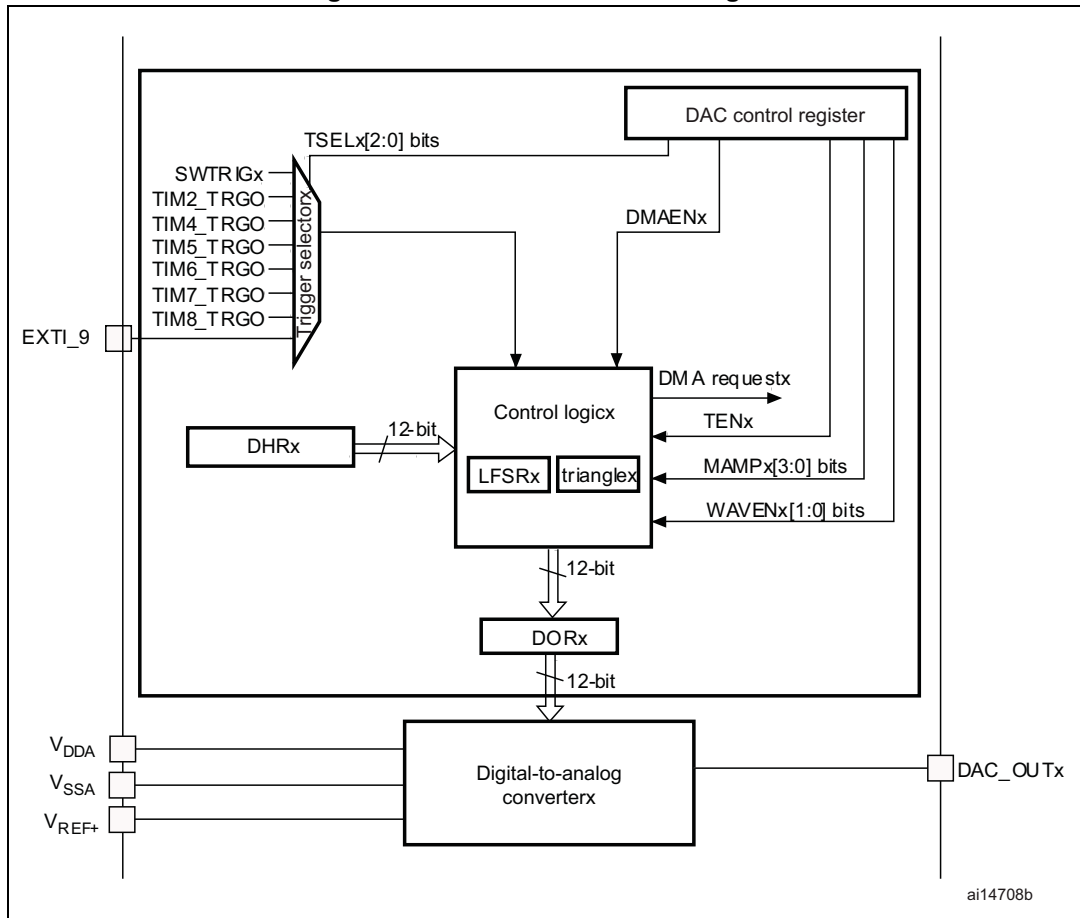 DAC control register
TSELx[2:0] bits
SWTRIGx
TIM2_TRGO
TIM4_TRGO
TIM5_TRGO
TIM6_TRGO
TIM7_TRGO
TIM8_TRGO
Trigger selectorx
DMAENx
EXTI_9
DMA requestx
Control logicx
TENx
12-bit
DHRx
LFSRx
trianglex
MAMPx[3:0] bits
WAVENx[1:0] bits
12-bit
DORx
12-bit
VDDA
VSSA
VREF+
Digital-to-analog
converterx
DAC_OUTx
ai14708b